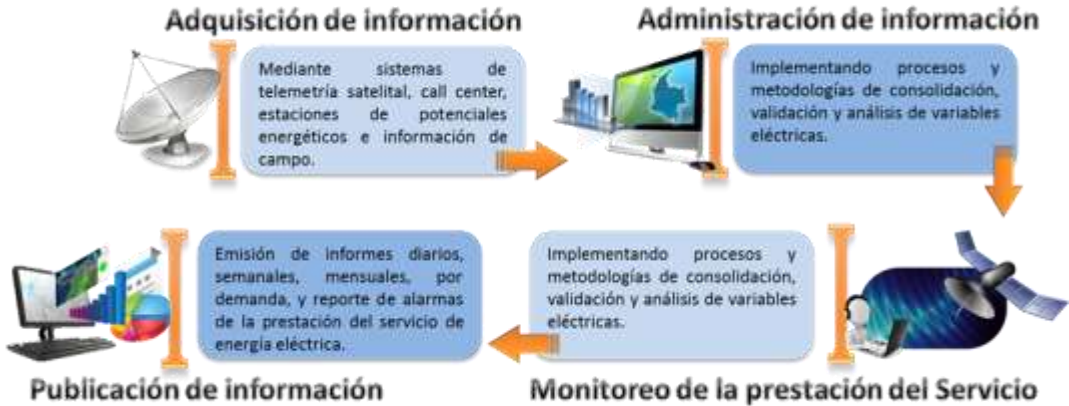 Adquisición de información
Mediante sistemas de
telemetría satelital, call center,
estaciones de potenciales
energéticos e información de
campo.
Administración de información
Implementando procesos y
metodologías de consolidación,
validación y análisis de variables
eléctricas.
Implementando procesos y
metodologías de consolidación,
validación y análisis de variables
eléctricas.
Monitoreo de la prestación del Servicio
Emisión de informes diarios,
semanales, mensuales, por
demanda, y reporte de alarmas
de la prestación del servicio de
energía eléctrica.
Publicación de información